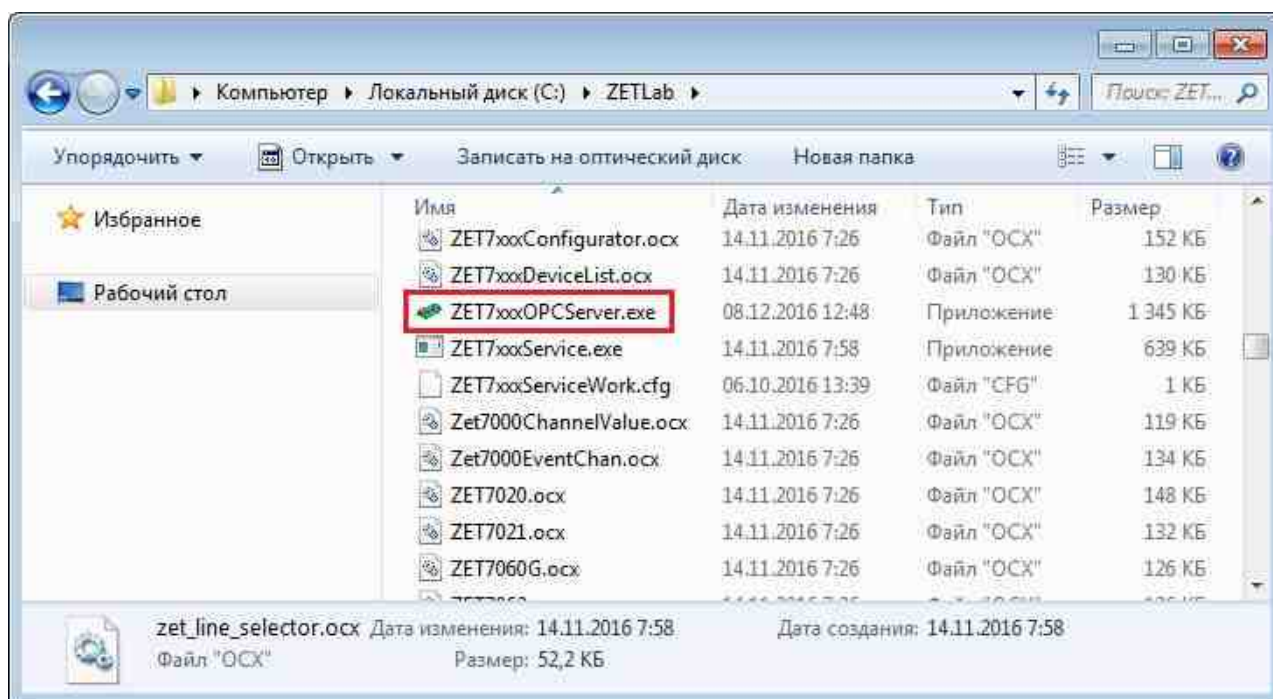 Компьютер ▸ Локальный диск (C:) ▸ ZETLab ▸ Поиск: ZET...
Упорядочить Открыть Записать на оптический диск Новая папка
Избранное
Рабочий стол
Имя Дата изменения Тип Размер
ZET7xxxConfigurator.ocx 14.11.2016 7:26 Файл "OCX" 152 КБ
ZET7xxxDeviceList.ocx 14.11.2016 7:26 Файл "OCX" 130 КБ
ZET7xxxOPCServer.exe 08.12.2016 12:48 Приложение 1 345 КБ
ZET7xxxService.exe 14.11.2016 7:58 Приложение 639 КБ
ZET7xxxServiceWork.cfg 06.10.2016 13:39 Файл "CFG" 1 КБ
Zet7000ChannelValue.ocx 14.11.2016 7:26 Файл "OCX" 119 КБ
Zet7000EventChan.ocx 14.11.2016 7:26 Файл "OCX" 134 КБ
ZET7020.ocx 14.11.2016 7:26 Файл "OCX" 148 КБ
ZET7021.ocx 14.11.2016 7:26 Файл "OCX" 132 КБ
ZET7060G.ocx 14.11.2016 7:26 Файл "OCX" 126 КБ
zet_line_selector.ocx Дата изменения: 14.11.2016 7:58 Дата создания: 14.11.2016 7:58
Файл "OCX" Размер: 52,2 КБ